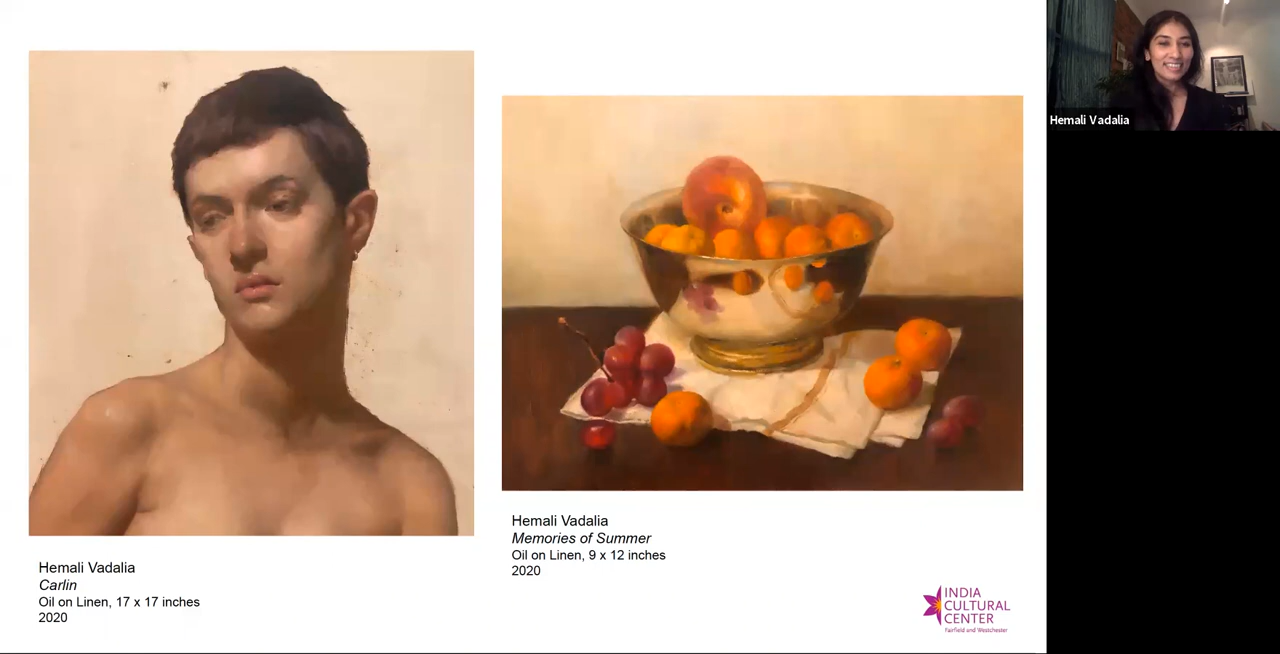 Hemali Vadalia
Hemali Vadalia
Carlin
Oil on Linen, 17 x 17 inches
2020
Hemali Vadalia
Memories of Summer
Oil on Linen, 9 x 12 inches
2020
INDIA
CULTURAL
CENTER
Fairfield and Westchester